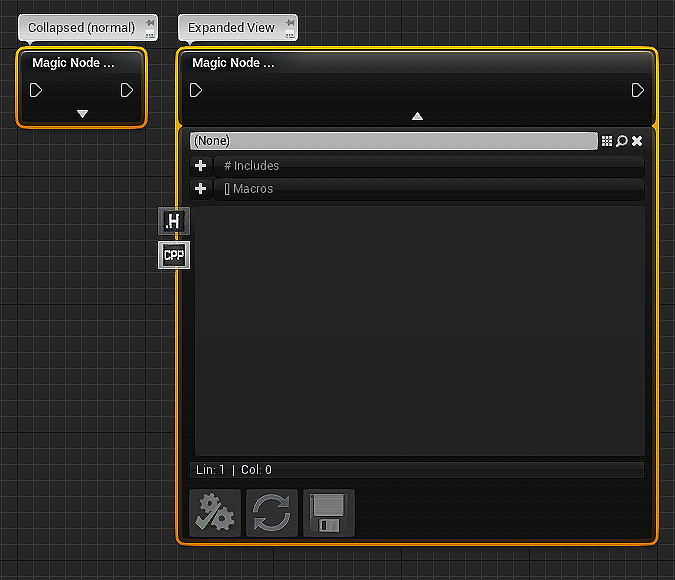 Collapsed (normal)
Expanded View
Magic Node ...
Magic Node ...
(None)
# Includes
[] Macros
.H
CPP
Lin: 1 | Col: 0